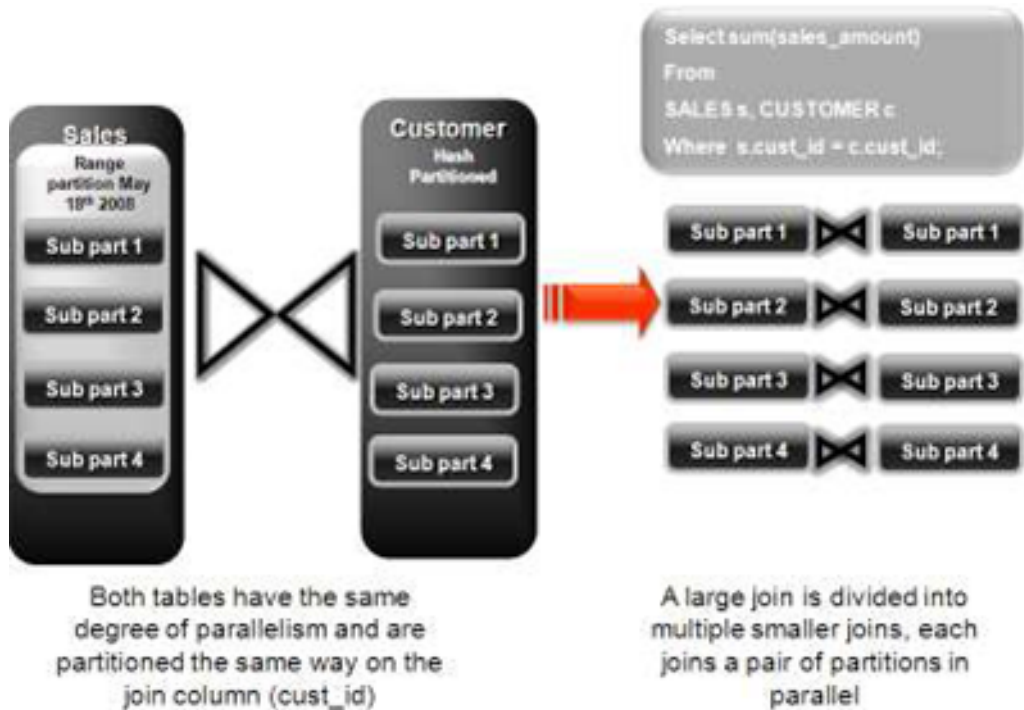 Sales
Range
partition May
18th 2008
Sub part 1
Sub part 2
Sub part 3
Sub part 4
Customer
Hash
Partitioned
Sub part 1
Sub part 2
Sub part 3
Sub part 4
Select sum(sales_amount)
From
SALES s, CUSTOMER c
Where s.cust_id = c.cust_id;
Sub part 1 Sub part 1
Sub part 2 Sub part 2
Sub part 3 Sub part 3
Sub part 4 Sub part 4
Both tables have the same
degree of parallelism and are
partitioned the same way on the
join column (cust_id)
A large join is divided into
multiple smaller joins, each
joins a pair of partitions in
parallel